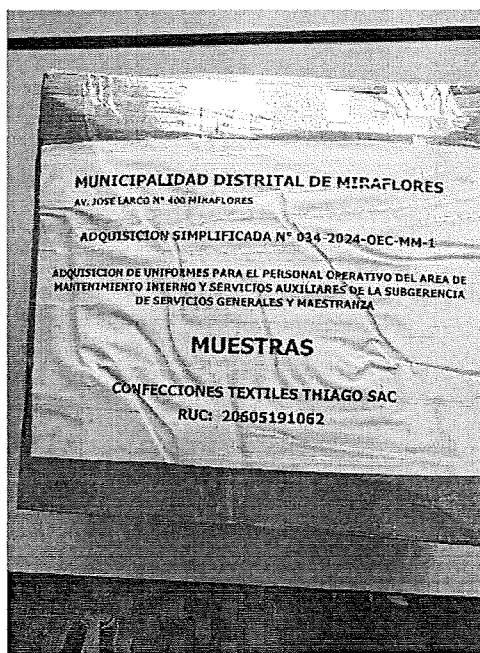 MUNICIPALIDAD DISTRITAL DE MIRAFLORES
AV. JOSE LARCO N° 400 MIRAFLORES
ADQUISICION SIMPLIFICADA N° 034-2024-OEC-MM-1
ADQUISICION DE UNIFORMES PARA EL PERSONAL OPERATIVO DEL AREA DE
MANTENIMIENTO INTERNO Y SERVICIOS AUXILIARES DE LA SUBGERENCIA
DE SERVICIOS GENERALES Y MAESTRANZA
MUESTRAS
CONFECCIONES TEXTILES THIAGO SAC
RUC: 20605191062